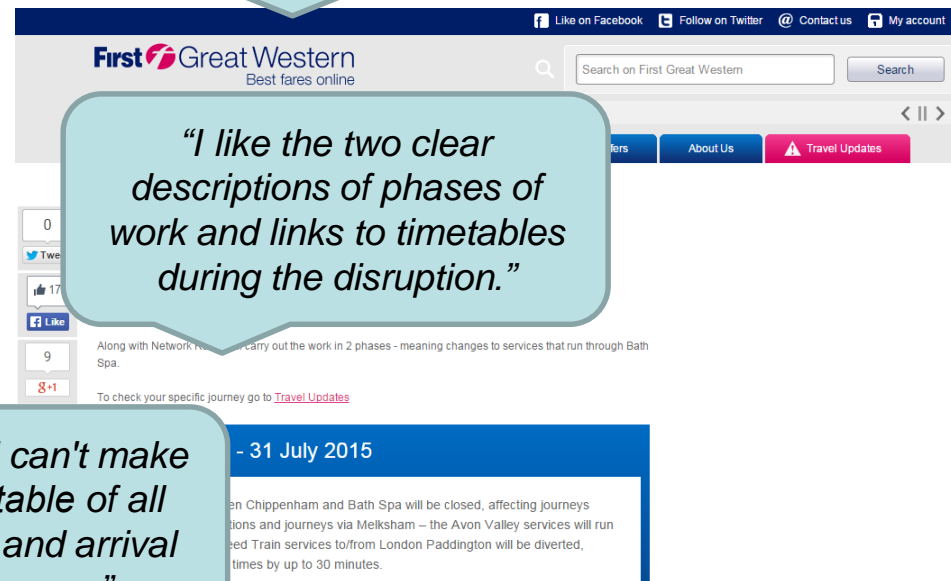 Like on Facebook Follow on Twitter @ Contact us My account
First Great Western
Best fares online
Search on First Great Western Search
“I like the two clear
descriptions of phases of
work and links to timetables
during the disruption.”
About Us Travel Updates
0
17
Like
9
g+1
Along with Network carry out the work in 2 phases - meaning changes to services that run through Bath
Spa.
To check your specific journey go to Travel Updates
can't make
of all
and arrival
”
- 31 July 2015
Chippenham and Bath Spa will be closed, affecting journeys
and journeys via Melksham – the Avon Valley services will run
Train services to/from London Paddington will be diverted,
times by up to 30 minutes.